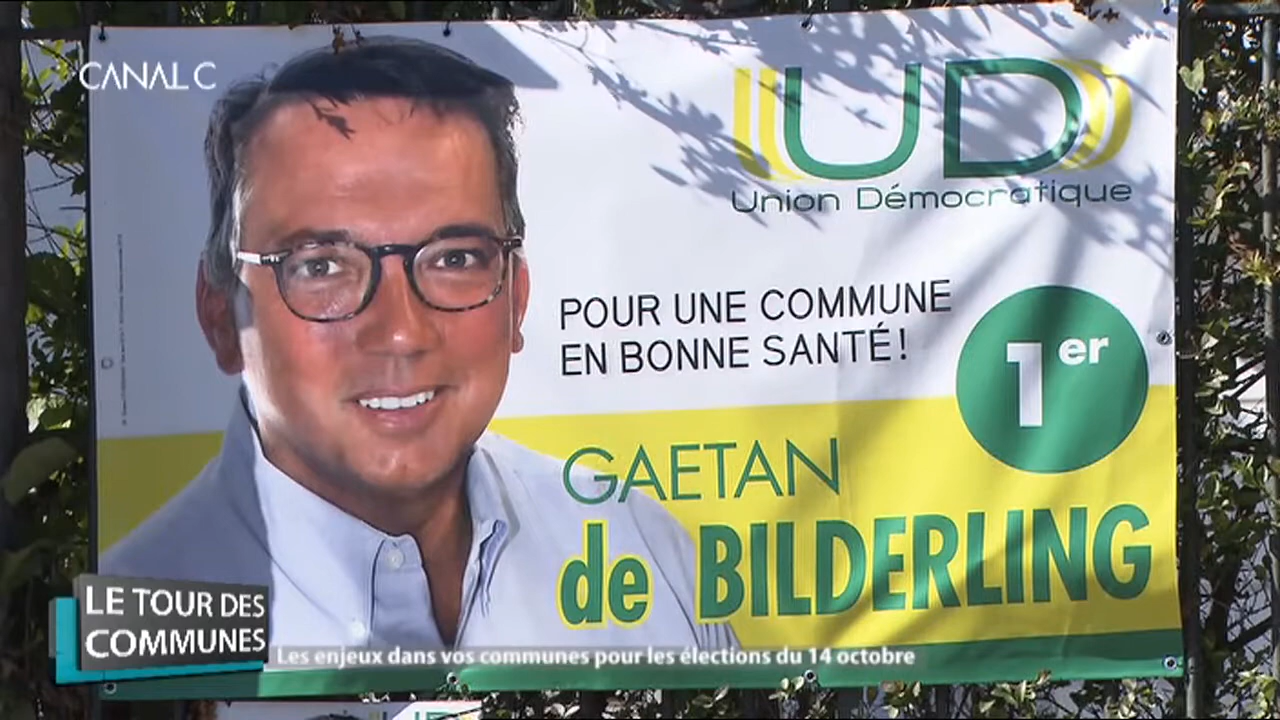 CANAL C
UD
Union Démocratique
POUR UNE COMMUNE
EN BONNE SANTÉ!
1er
GAETAN
de BILDERLING
LE TOUR DES
COMMUNES
Les enjeux dans vos communes pour les élections du 14 octobre